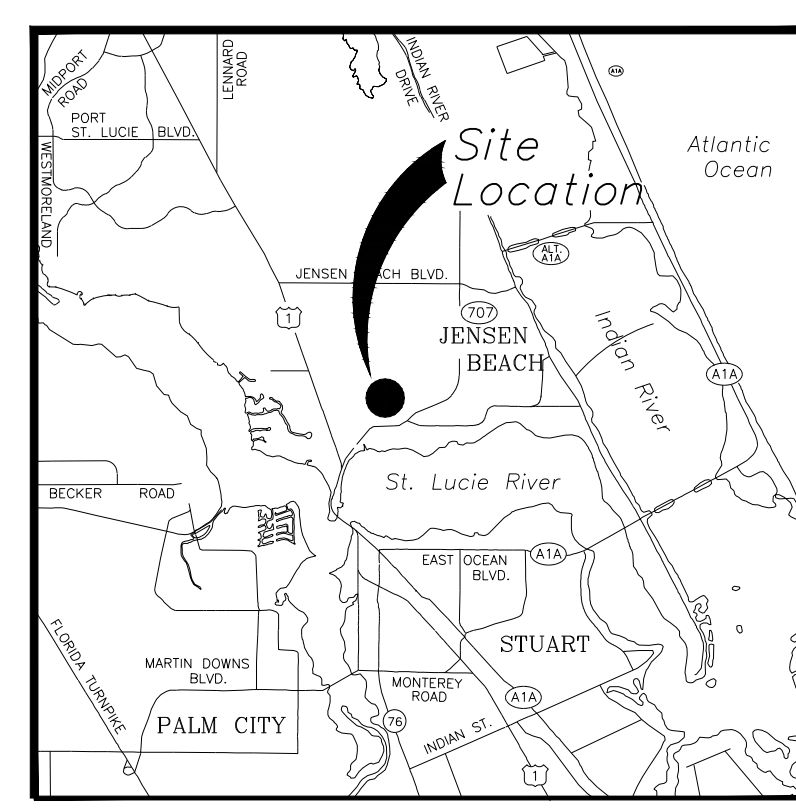 MIDPORT
ROAD
LENNARD
ROAD
INDIAN RIVER
DRIVE
A1A
PORT
ST. LUCIE BLVD.
WESTMORELAND
Site
Location
Atlantic
Ocean
ALT.
A1A
JENSEN ACH BLVD.
1
707
JENSEN
BEACH
Indian River
A1A
St. Lucie River
BECKER ROAD
EAST OCEAN
BLVD.
A1A
STUART
FLORIDA TURNPIKE
MARTIN DOWNS
BLVD.
MONTEREY
ROAD
A1A
PALM CITY
76
INDIAN ST.
1